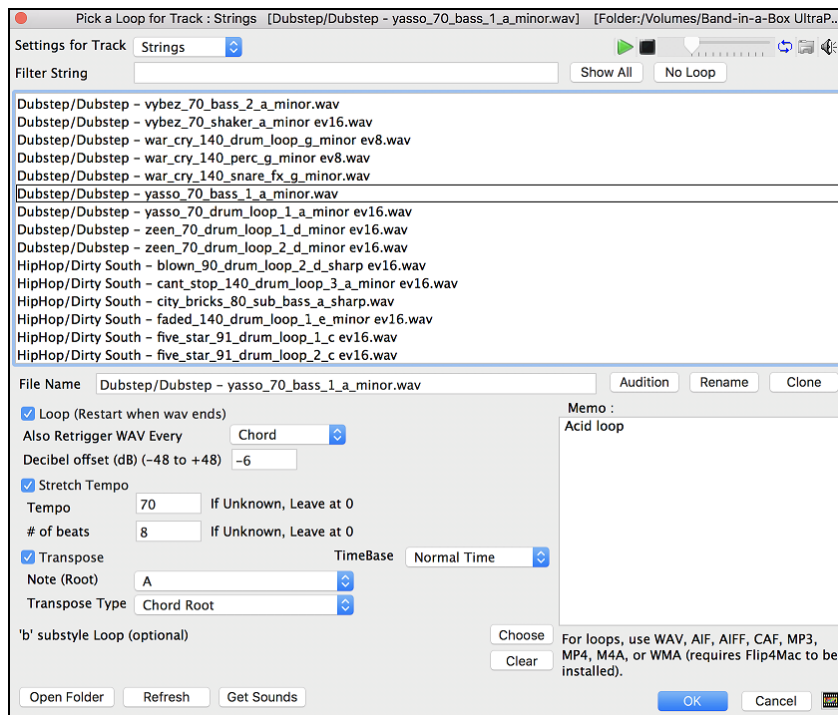 Pick a Loop for Track : Strings [Dubstep/Dubstep - yasso_70_bass_1_a_minor.wav] [Folder:/Volumes/Band-in-a-Box UltraP...
Settings for Track Strings
Filter String Show All No Loop
Dubstep/Dubstep - vybez_70_bass_2_a_minor.wav
Dubstep/Dubstep - vybez_70_shaker_a_minor ev16.wav
Dubstep/Dubstep - war_cry_140_drum_loop_g_minor ev8.wav
Dubstep/Dubstep - war_cry_140_perc_g_minor ev8.wav
Dubstep/Dubstep - war_cry_140_snare_fx_g_minor.wav
Dubstep/Dubstep - yasso_70_bass_1_a_minor.wav
Dubstep/Dubstep - yasso_70_drum_loop_1_a_minor ev16.wav
Dubstep/Dubstep - zeen_70_drum_loop_1_d_minor ev16.wav
Dubstep/Dubstep - zeen_70_drum_loop_2_d_minor ev16.wav
HipHop/Dirty South - blown_90_drum_loop_2_d_sharp ev16.wav
HipHop/Dirty South - cant_stop_140_drum_loop_3_a_minor ev16.wav
HipHop/Dirty South - city_bricks_80_sub_bass_a_sharp.wav
HipHop/Dirty South - faded_140_drum_loop_1_e_minor ev16.wav
HipHop/Dirty South - five_star_91_drum_loop_1_c ev16.wav
HipHop/Dirty South - five_star_91_drum_loop_2_c ev16.wav
File Name Dubstep/Dubstep - yasso_70_bass_1_a_minor.wav Audition Rename Clone
Loop (Restart when wav ends)
Also Retrigger WAV Every Chord
Decibel offset (dB) (-48 to +48) -6
Stretch Tempo
Tempo 70 If Unknown, Leave at 0
# of beats 8 If Unknown, Leave at 0
Transpose TimeBase Normal Time
Note (Root) A
Transpose Type Chord Root
'b' substyle Loop (optional) Choose
Clear
Memo :
Acid loop
For loops, use WAV, AIF, AIFF, CAF, MP3,
MP4, M4A, or WMA (requires Flip4Mac to be
installed).
Open Folder Refresh Get Sounds OK Cancel